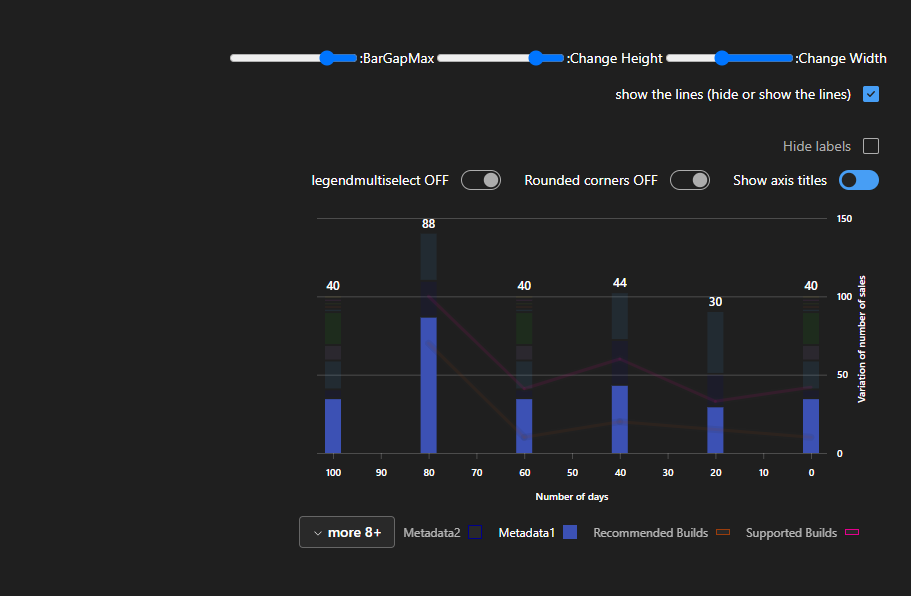 :BarGapMax :Change Height :Change Width
show the lines (hide or show the lines)
Hide labels
legendmultiselect OFF Rounded corners OFF Show axis titles
150
88
40 40 44 30 40
100
50
0
Variation of number of sales
100 90 80 70 60 50 40 30 20 10 0
Number of days
more 8+ Metadata2 Metadata1 Recommended Builds Supported Builds